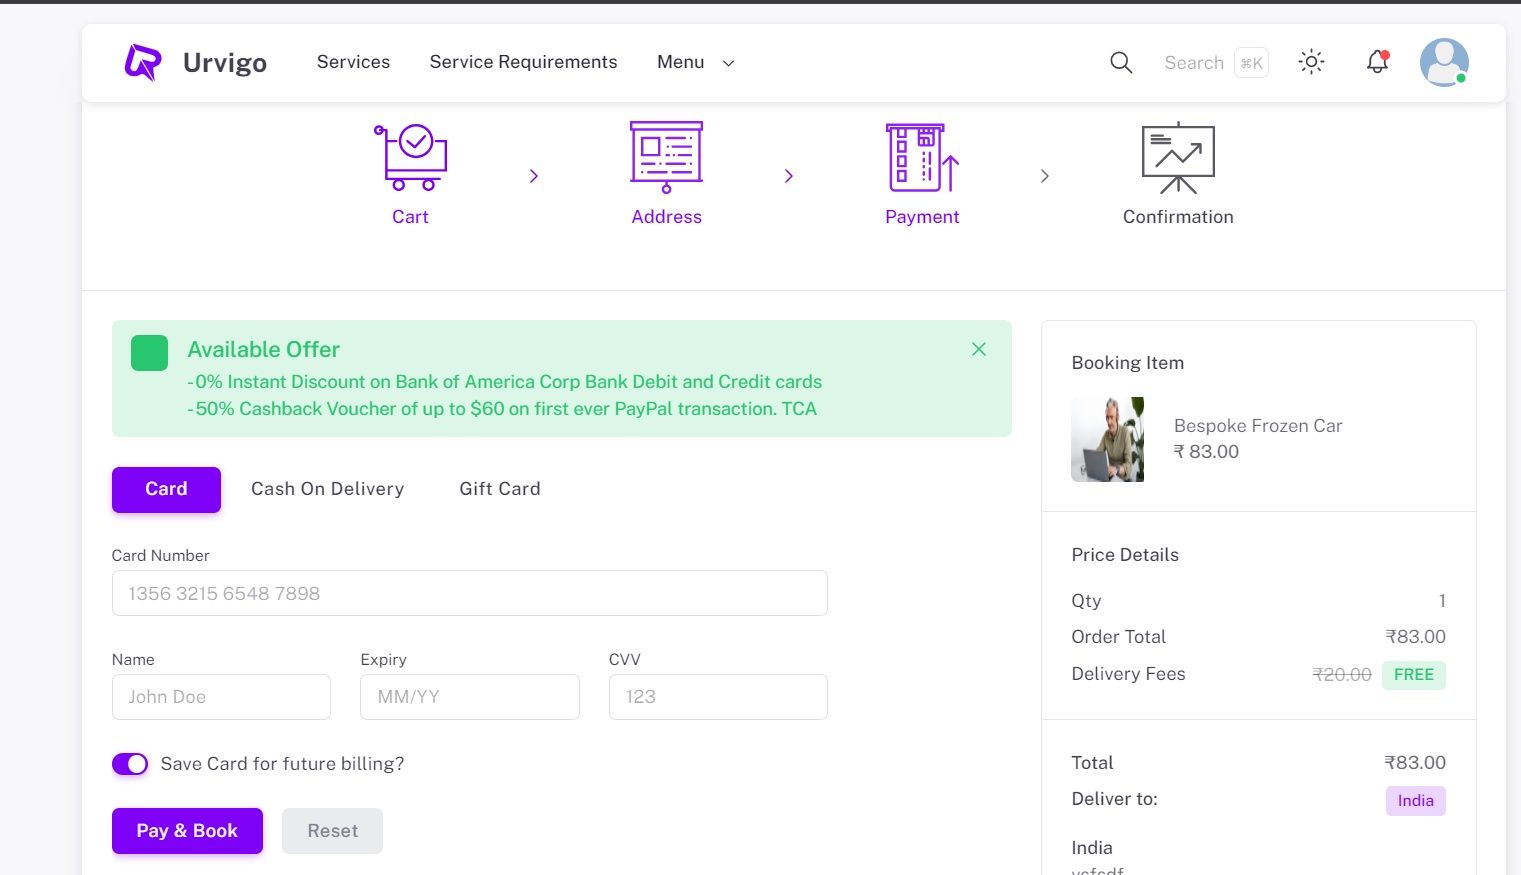 Urvigo
Services
Service Requirements
Menu
Search ⌘K
Cart
Address
Payment
Confirmation
Available Offer
- 0% Instant Discount on Bank of America Corp Bank Debit and Credit cards
- 50% Cashback Voucher of up to $60 on first ever PayPal transaction. TCA
Card
Cash On Delivery
Gift Card
Card Number
1356 3215 6548 7898
Name
Expiry
CVV
John Doe
MM/YY
123
Save Card for future billing?
Pay & Book
Reset
Booking Item
Bespoke Frozen Car
₹ 83.00
Price Details
Qty 1
Order Total ₹83.00
Delivery Fees ₹20.00 FREE
Total ₹83.00
Deliver to: India
India